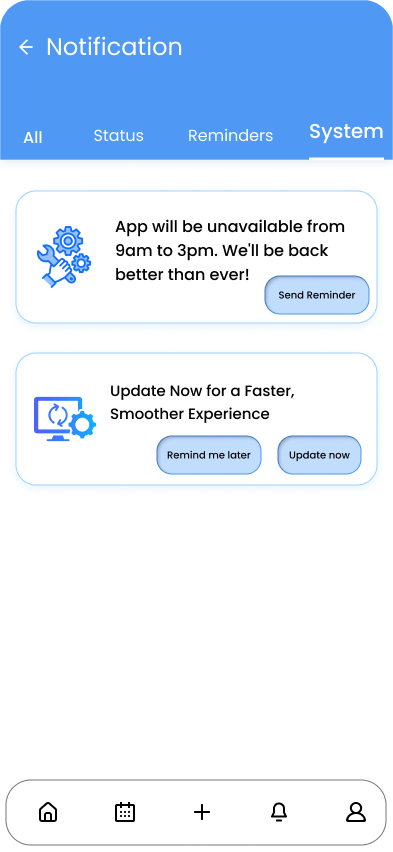 Notification
All
Status
Reminders
System
App will be unavailable from
9am to 3pm. We'll be back
better than ever!
Send Reminder
Update Now for a Faster,
Smoother Experience
Remind me later
Update now